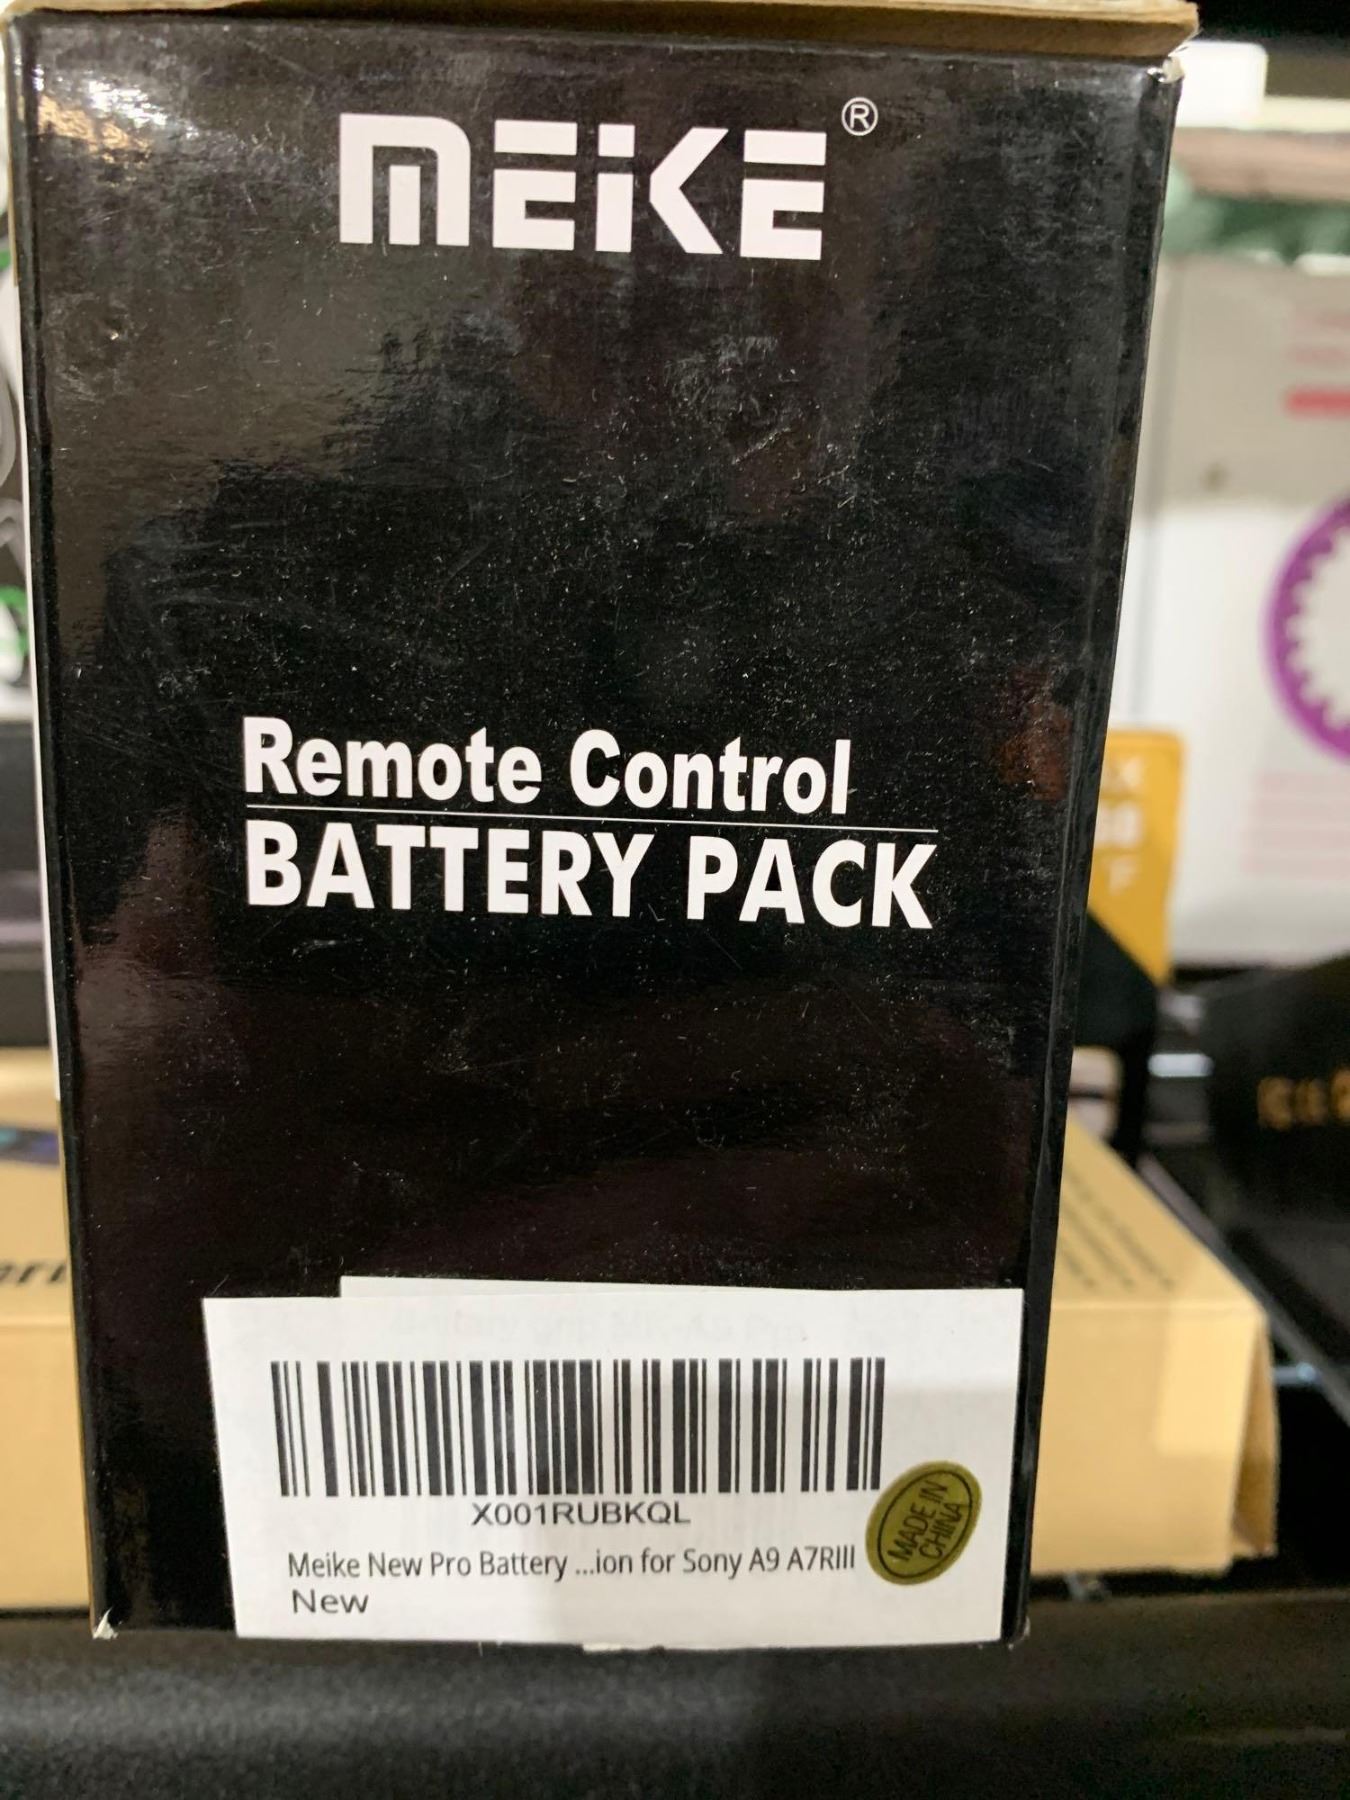 MEiKE®
Remote Control
BATTERY PACK
X001RUBKQL
Meike New Pro Battery ...ion for Sony A9 A7RIII
New
MADE IN
CHINA